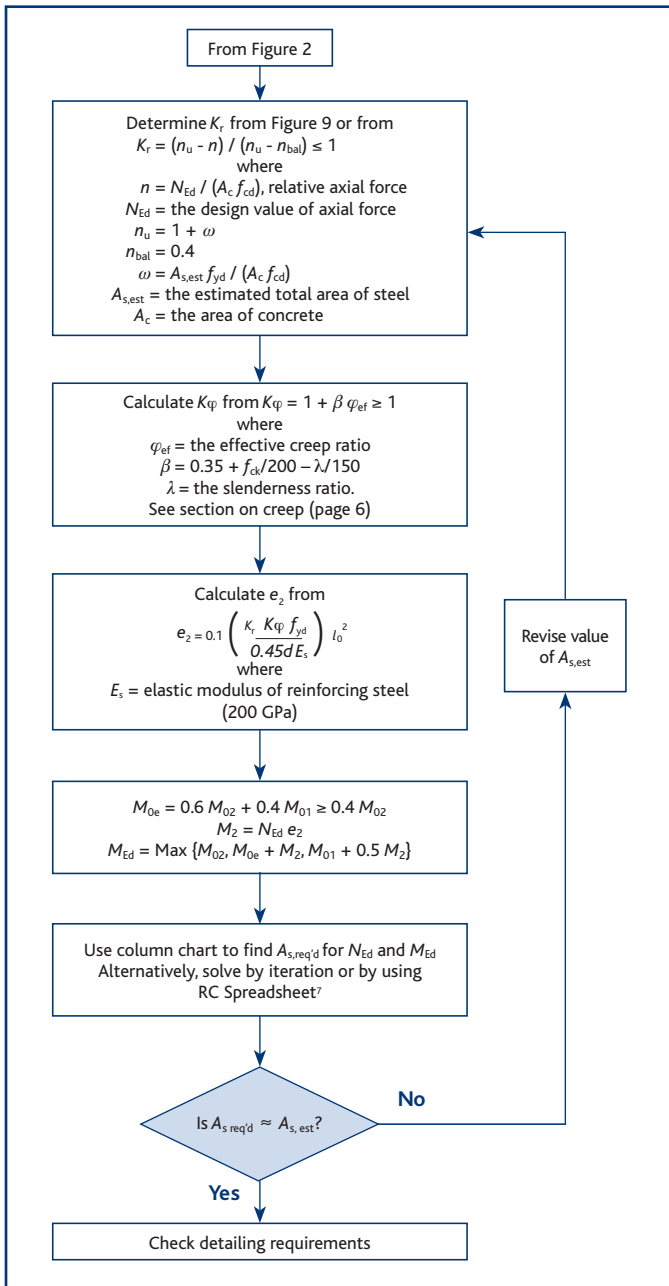 From Figure 2
Determine Kr from Figure 9 or from
Kr = (nu - n) / (nu - nbal) ≤ 1
where
n = NEd / (Ac fcd), relative axial force
NEd = the design value of axial force
nu = 1 + ω
nbal = 0.4
ω = As,est fyd / (Ac fcd)
As,est = the estimated total area of steel
Ac = the area of concrete
Calculate Kφ from Kφ = 1 + β φef ≥ 1
where
φef = the effective creep ratio
β = 0.35 + fck/200 – λ/150
λ = the slenderness ratio.
See section on creep (page 6)
Calculate e2 from
e2 = 0.1 ( Kr Kφ fyd / 0.45d Es ) l0²
where
Es = elastic modulus of reinforcing steel
(200 GPa)
Revise value
of As,est
M0e = 0.6 M02 + 0.4 M01 ≥ 0.4 M02
M2 = NEd e2
MEd = Max {M02, M0e + M2, M01 + 0.5 M2}
Use column chart to find As,req'd for NEd and MEd
Alternatively, solve by iteration or by using
RC Spreadsheet⁷
Is As req'd ≈ As, est?
No
Yes
Check detailing requirements